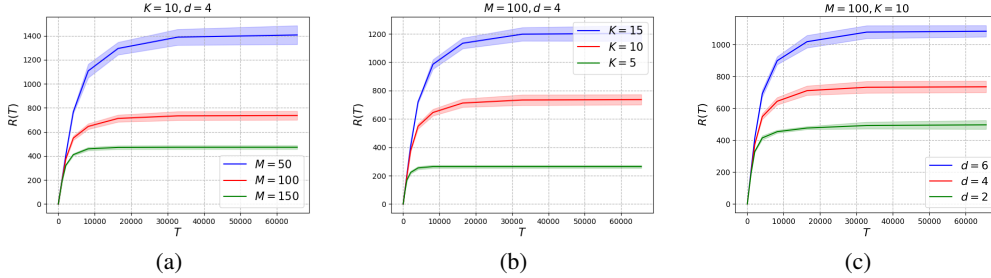 K = 10, d = 4
R(T)
1400
1200
1000
800
600
400
200
0
M = 50
M = 100
M = 150
0 10000 20000 30000 40000 50000 60000
T
(a)
M = 100, d = 4
R(T)
1200
1000
800
600
400
200
0
K = 15
K = 10
K = 5
0 10000 20000 30000 40000 50000 60000
T
(b)
M = 100, K = 10
R(T)
1000
800
600
400
200
0
d = 6
d = 4
d = 2
0 10000 20000 30000 40000 50000 60000
T
(c)